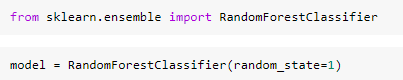 from sklearn.ensemble import RandomForestClassifier
model = RandomForestClassifier(random_state=1)